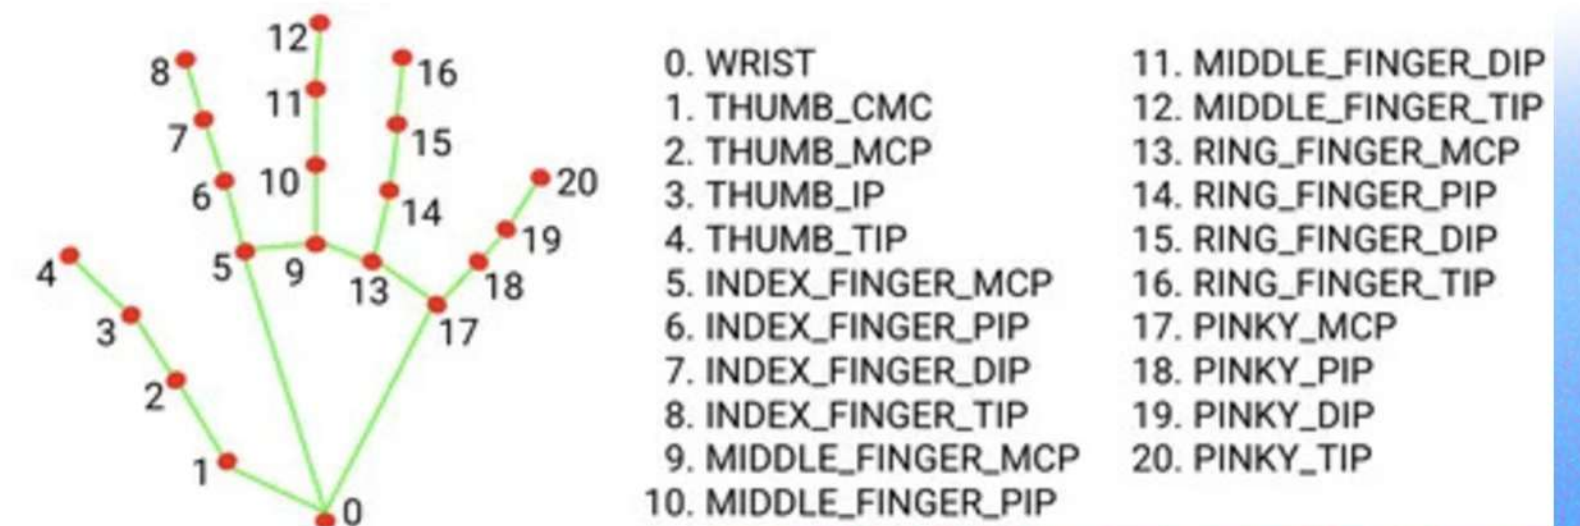 12
8
16
11
7
15
10
20
6
14
19
4
5
9
18
13
3
17
2
1
0
0. WRIST
1. THUMB_CMC
2. THUMB_MCP
3. THUMB_IP
4. THUMB_TIP
5. INDEX_FINGER_MCP
6. INDEX_FINGER_PIP
7. INDEX_FINGER_DIP
8. INDEX_FINGER_TIP
9. MIDDLE_FINGER_MCP
10. MIDDLE_FINGER_PIP
11. MIDDLE_FINGER_DIP
12. MIDDLE_FINGER_TIP
13. RING_FINGER_MCP
14. RING_FINGER_PIP
15. RING_FINGER_DIP
16. RING_FINGER_TIP
17. PINKY_MCP
18. PINKY_PIP
19. PINKY_DIP
20. PINKY_TIP